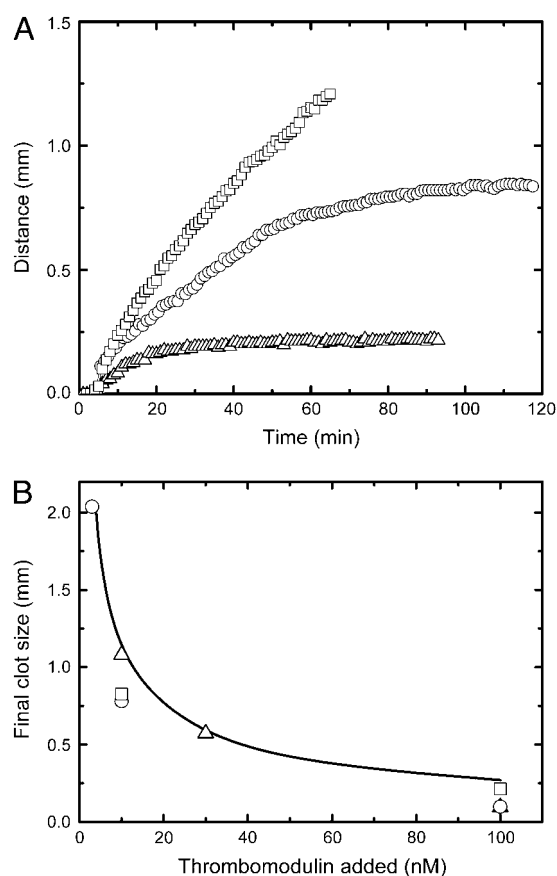 A
1.5
1.0
0.5
0.0
Distance (mm)
0 20 40 60 80 100 120
Time (min)
B
2.0
1.5
1.0
0.5
0.0
Final clot size (mm)
0 20 40 60 80 100
Thrombomodulin added (nM)